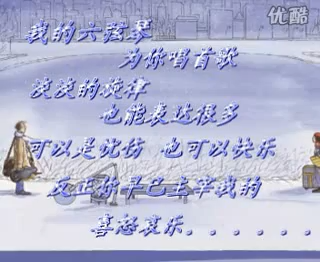 优酷
我的六弦琴
为你唱首歌
淡淡的旋律
也能表达很多
可以是忧伤 也可以快乐
反正你早已主宰我的
喜怒哀乐......